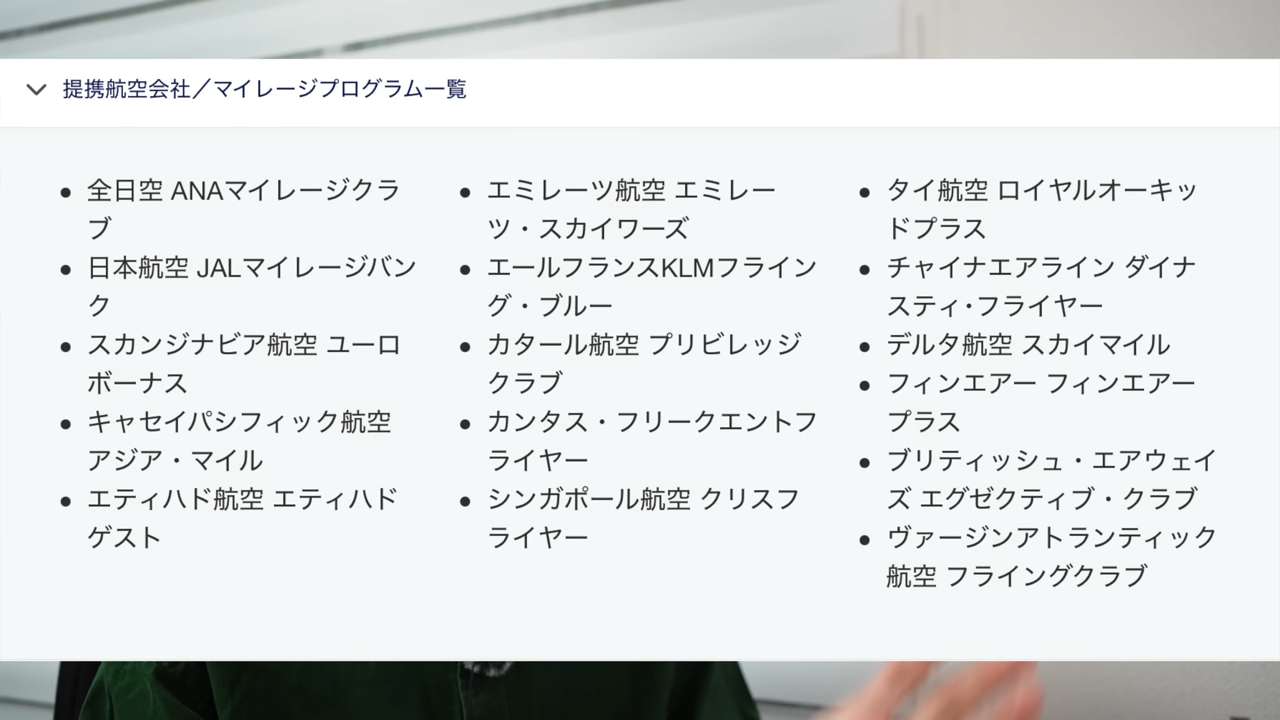 提携航空会社／マイレージプログラム一覧
全日空 ANAマイレージクラ
ブ
日本航空 JALマイレージバン
ク
スカンジナビア航空 ユーロ
ボーナス
キャセイパシフィック航空
アジア・マイル
エティハド航空 エティハド
ゲスト
エミレーツ航空 エミレー
ツ・スカイワーズ
エールフランスKLMフライン
グ・ブルー
カタール航空 プリビレッジ
クラブ
カンタス・フリークエントフ
ライヤー
シンガポール航空 クリスフ
ライヤー
タイ航空 ロイヤルオーキッ
ドプラス
チャイナエアライン ダイナ
スティ･フライヤー
デルタ航空 スカイマイル
フィンエアー フィンエアー
プラス
ブリティッシュ・エアウェイ
ズ エグゼクティブ・クラブ
ヴァージンアトランティック
航空 フライングクラブ